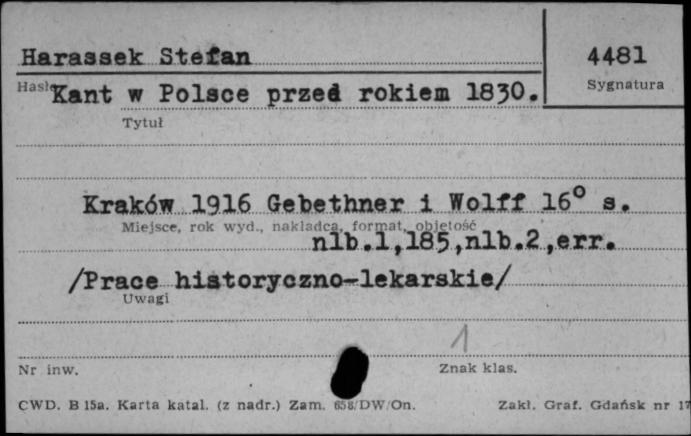 Harassek Stefan
4481
Hasło
Sygnatura
Kant w Polsce przed rokiem 1830.
Tytuł
Kraków 1916 Gebethner i Wolff 16° s.
Miejsce, rok wyd., nakładca, format, objętość
nlb.1,185,nlb.2,err.
/Prace historyczno-lekarskie/
Uwagi
1
Nr inw.
Znak klas.
CWD. B 15a. Karta katal. (z nadr.) Zam. 658/DW/On.
Zakł. Graf. Gdańsk nr 17